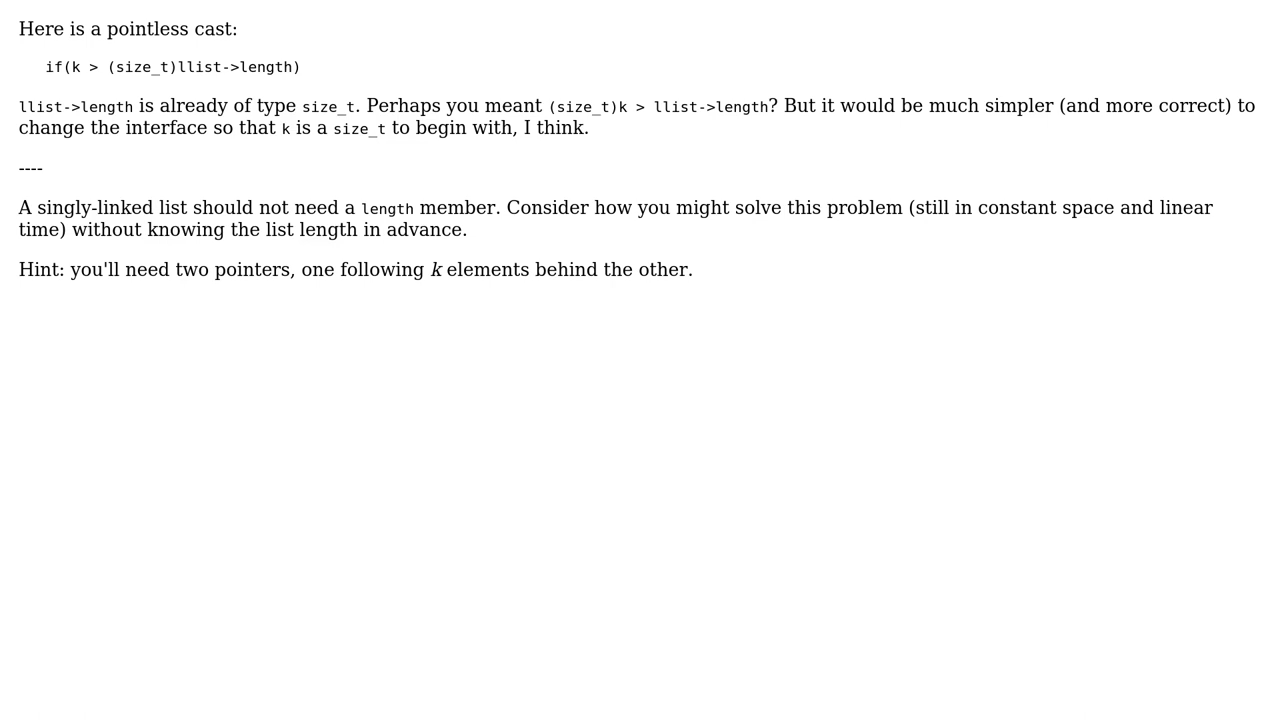 Here is a pointless cast:
if(k > (size_t)llist->length)
llist->length is already of type size_t. Perhaps you meant (size_t)k > llist->length? But it would be much simpler (and more correct) to
change the interface so that k is a size_t to begin with, I think.
----
A singly-linked list should not need a length member. Consider how you might solve this problem (still in constant space and linear
time) without knowing the list length in advance.
Hint: you'll need two pointers, one following k elements behind the other.